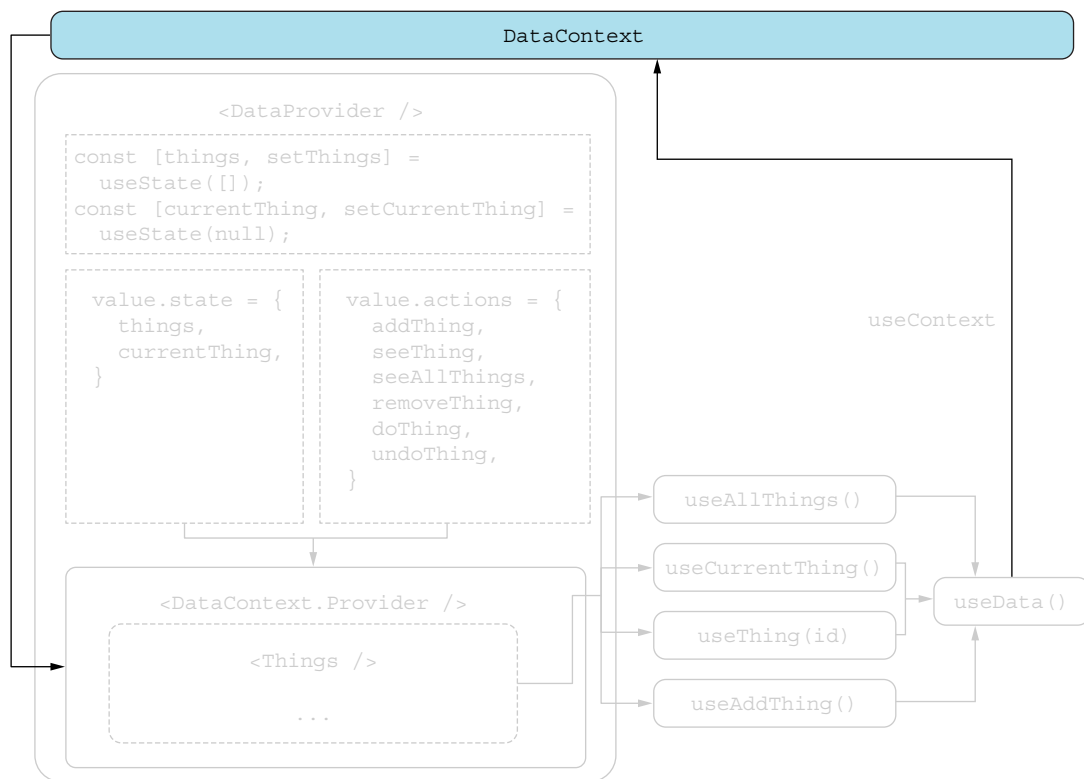 DataContext
<DataProvider />
const [things, setThings] =
useState([]);
const [currentThing, setCurrentThing] =
useState(null);
value.state = {
things,
currentThing,
}
value.actions = {
addThing,
seeThing,
seeAllThings,
removeThing,
doThing,
undoThing,
}
<DataContext.Provider />
<Things />
...
useContext
useAllThings()
useCurrentThing()
useThing(id)
useAddThing()
useData()